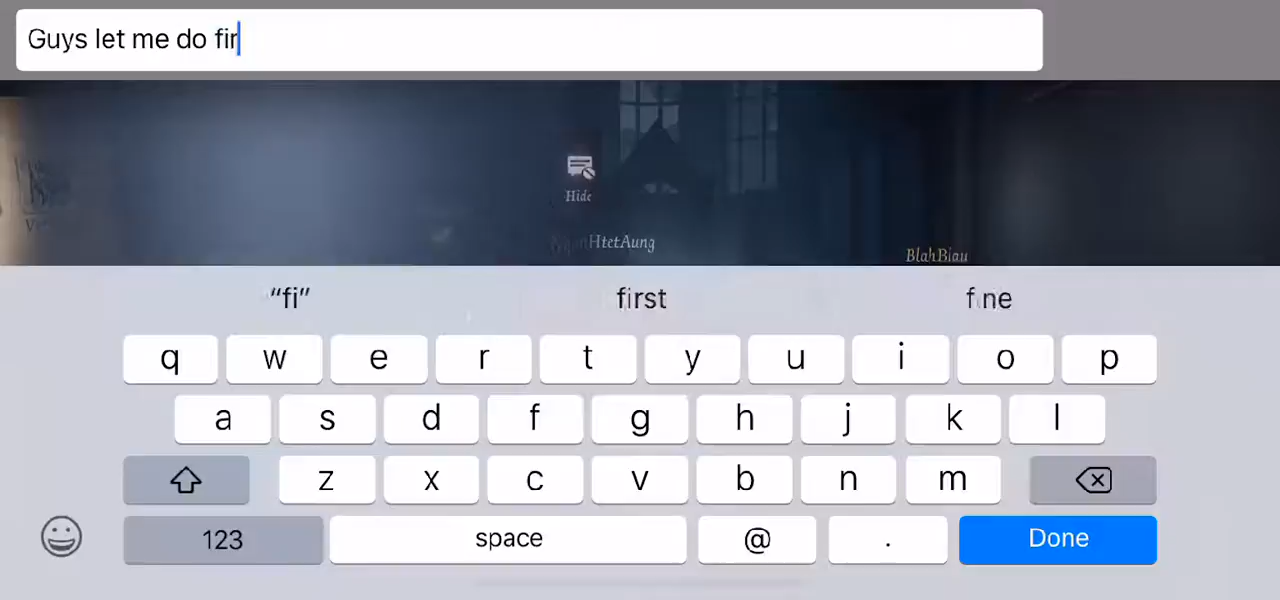 Guys let me do fir
Hide
HtetAung
BlahBlau
“fi” first fine
q w e r t y u i o p
a s d f g h j k l
z x c v b n m
123 space @ . Done